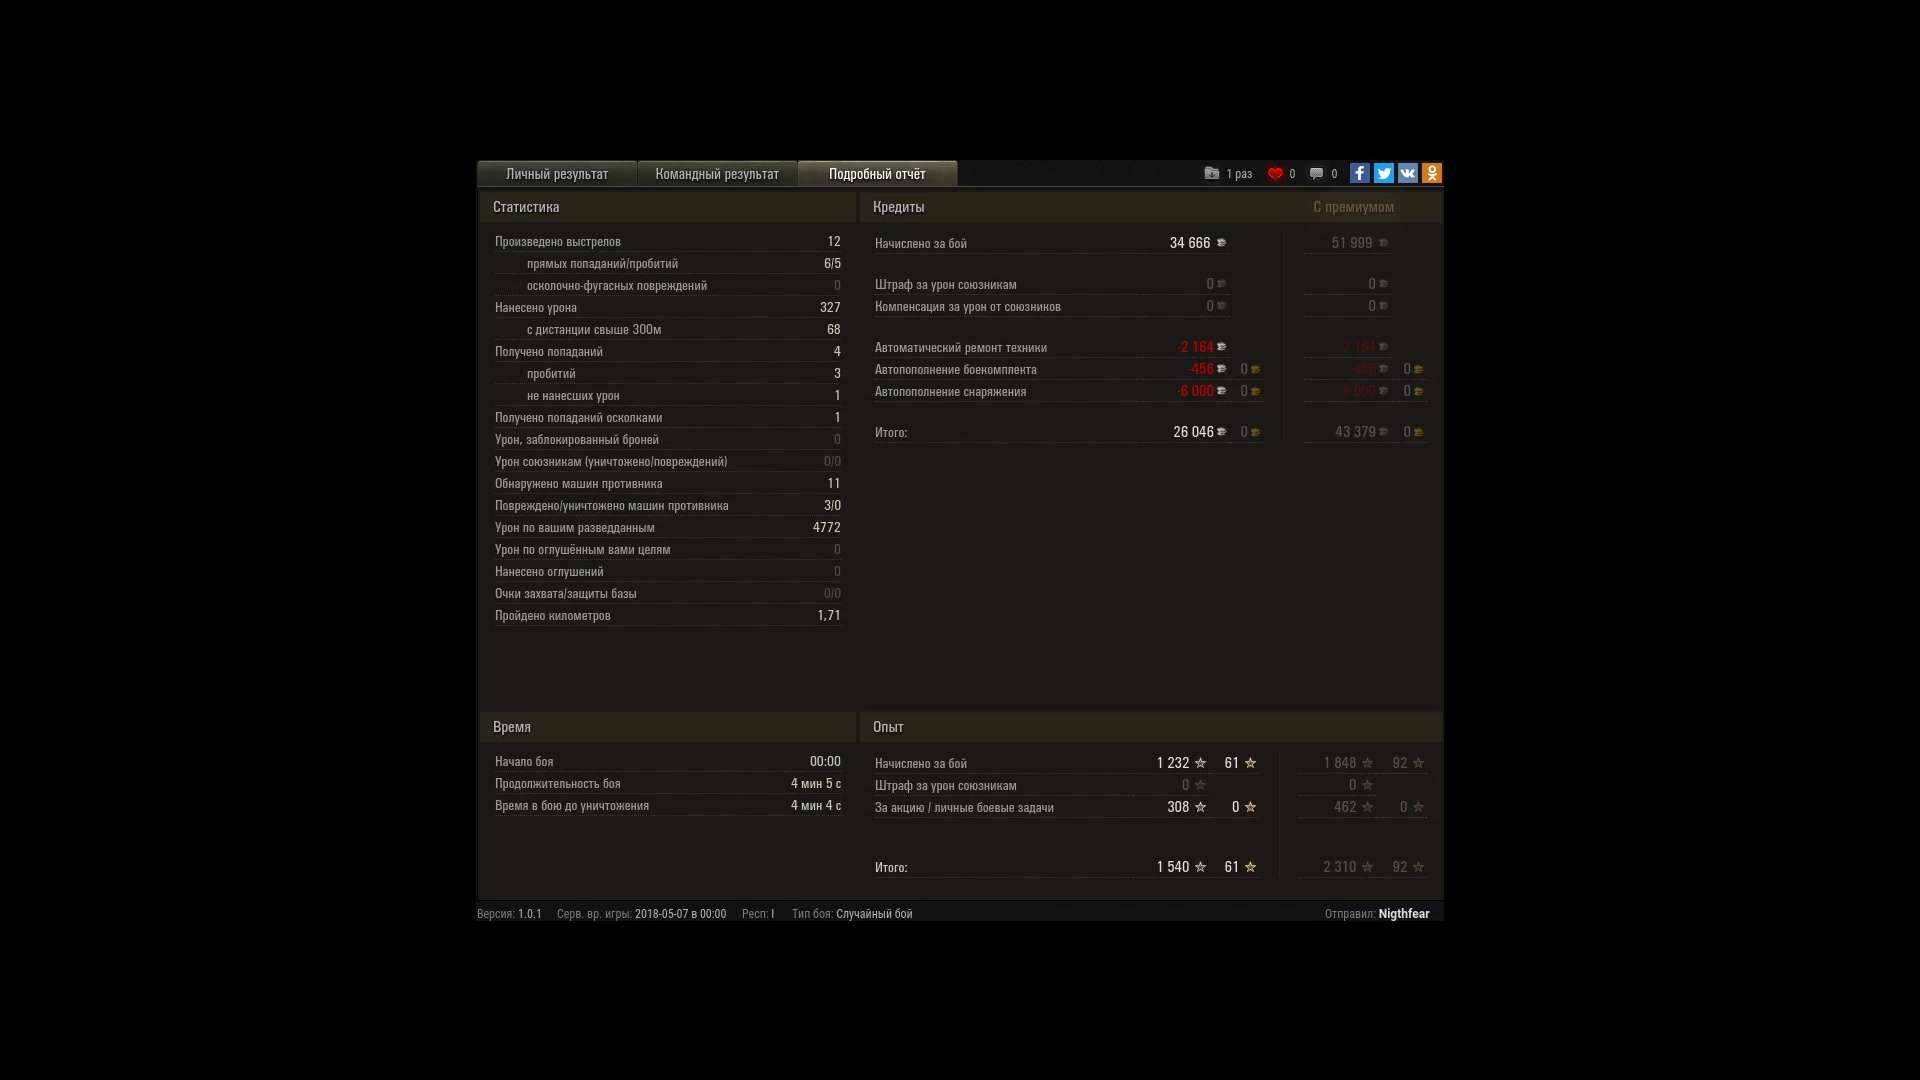 Личный результат Командный результат Подробный отчёт 1 раз 0 0
Статистика
Произведено выстрелов 12
прямых попаданий/пробитий 6/5
осколочно-фугасных повреждений 0
Нанесено урона 327
с дистанции свыше 300м 68
Получено попаданий 4
пробитий 3
не нанесших урон 1
Получено попаданий осколками 1
Урон, заблокированный броней 0
Урон союзникам (уничтожено/повреждений) 0/0
Обнаружено машин противника 11
Повреждено/уничтожено машин противника 3/0
Урон по вашим разведданным 4772
Урон по оглушённым вами целям 0
Нанесено оглушений 0
Очки захвата/защиты базы 0/0
Пройдено километров 1,71
Кредиты С премиумом
Начислено за бой 34 666 51 999
Штраф за урон союзникам 0 0
Компенсация за урон от союзников 0 0
Автоматический ремонт техники -2 164 -2 164
Автопополнение боекомплекта -456 0 -456 0
Автопополнение снаряжения -6 000 0 -6 000 0
Итого: 26 046 0 43 379 0
Время
Начало боя 00:00
Продолжительность боя 4 мин 5 с
Время в бою до уничтожения 4 мин 4 с
Опыт
Начислено за бой 1 232 61 1 848 92
Штраф за урон союзникам 0 0
За акцию / личные боевые задачи 308 0 462 0
Итого: 1 540 61 2 310 92
Версия: 1.0.1 Серв. вр. игры: 2018-05-07 в 00:00 Респ: I Тип боя: Случайный бой Отправил: Nigthfear